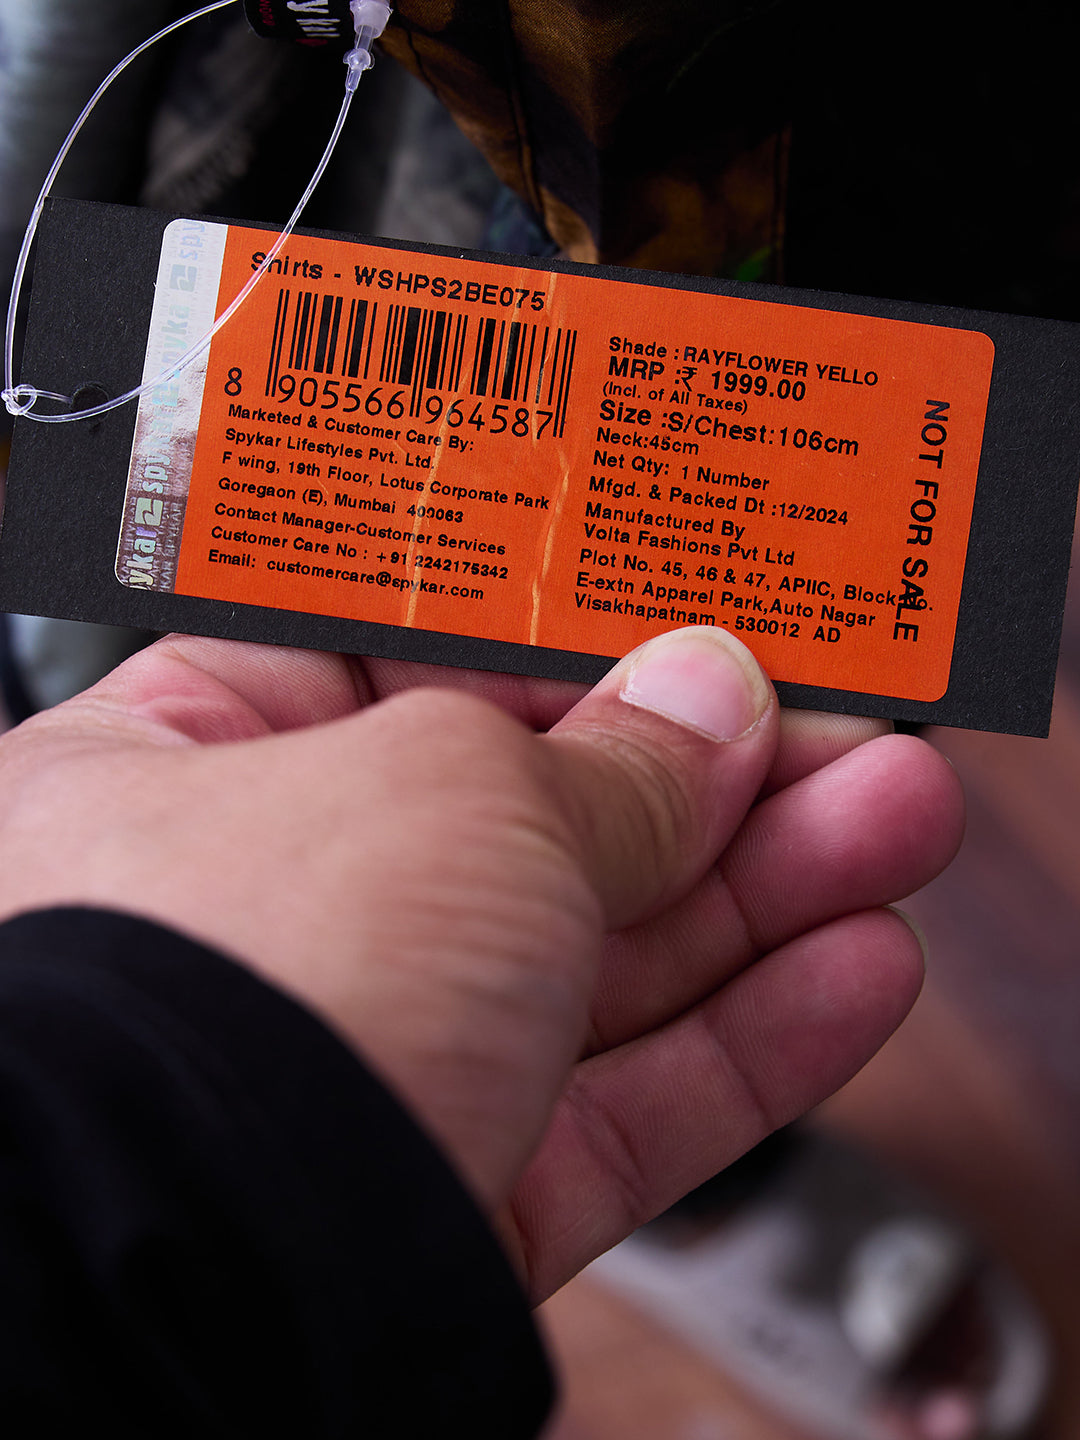 spykar
Shirts - WSHPS2BE075
8 905566 964587
Marketed & Customer Care By:
Spykar Lifestyles Pvt. Ltd.
F wing, 19th Floor, Lotus Corporate Park
Goregaon (E), Mumbai 400063
Contact Manager-Customer Services
Customer Care No : +91 2242175342
Email: customercare@spykar.com
Shade : RAYFLOWER YELLO
MRP :₹ 1999.00
(Incl. of All Taxes)
Size :S/Chest:106cm
Neck:45cm
Net Qty: 1 Number
Mfgd. & Packed Dt :12/2024
Manufactured By
Volta Fashions Pvt Ltd
Plot No. 45, 46 & 47, APIIC, Block
E-extn Apparel Park,Auto Nagar
Visakhapatnam - 530012 AD
NOT FOR SALE
spykar
spykar